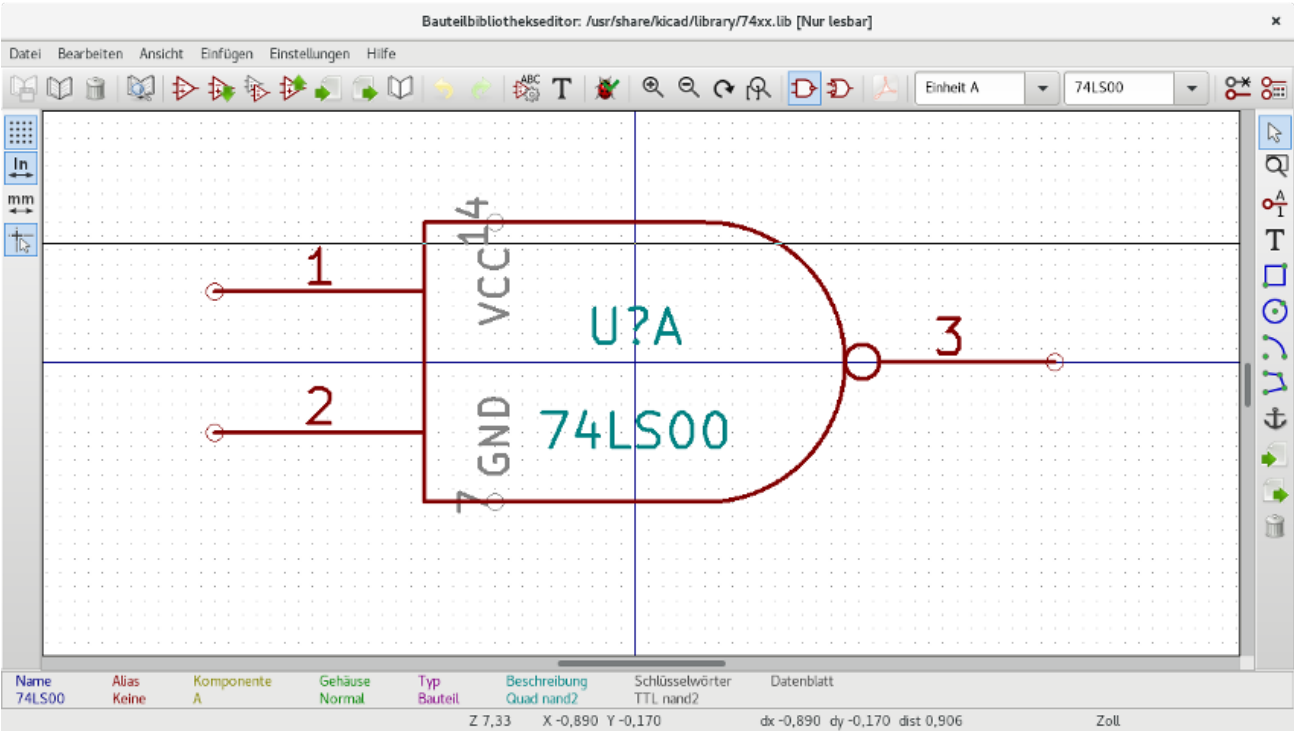 Bauteilbibliothekseditor: /usr/share/kicad/library/74xx.lib [Nur lesbar]
Datei Bearbeiten Ansicht Einfügen Einstellungen Hilfe
ABC T Einheit A 74LS00
In
mm
A
1
T
14
VCC
1
U?A
3
2
GND
74LS00
7
Name Alias Komponente Gehäuse Typ Beschreibung Schlüsselwörter Datenblatt
74LS00 Keine A Normal Bauteil Quad nand2 TTL nand2
Z 7,33 X -0,890 Y -0,170 dx -0,890 dy -0,170 dist 0,906 Zoll